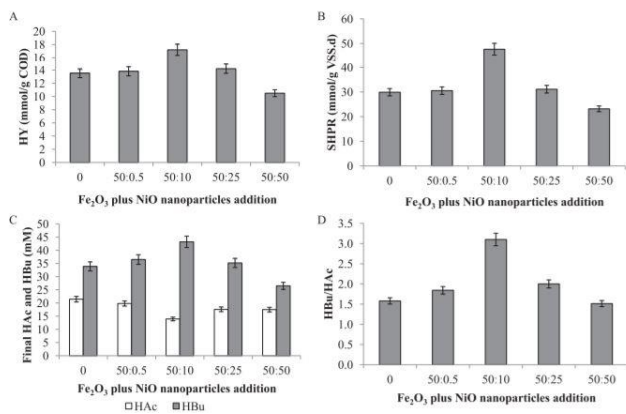 A
HY (mmol/g COD)
18
16
14
12
10
8
6
4
2
0
0 50:0.5 50:10 50:25 50:50
Fe₂O₃ plus NiO nanoparticles addition
B
SHPR (mmol/g VSS.d)
60
50
40
30
20
10
0
0 50:0.5 50:10 50:25 50:50
Fe₂O₃ plus NiO nanoparticles addition
C
Final HAc and HBu (mM)
50
45
40
35
30
25
20
15
10
5
0
0 50:0.5 50:10 50:25 50:50
Fe₂O₃ plus NiO nanoparticles addition
HAc HBu
D
HBu/HAc
3.5
3.0
2.5
2.0
1.5
1.0
0.5
0.0
0 50:0.5 50:10 50:25 50:50
Fe₂O₃ plus NiO nanoparticles addition